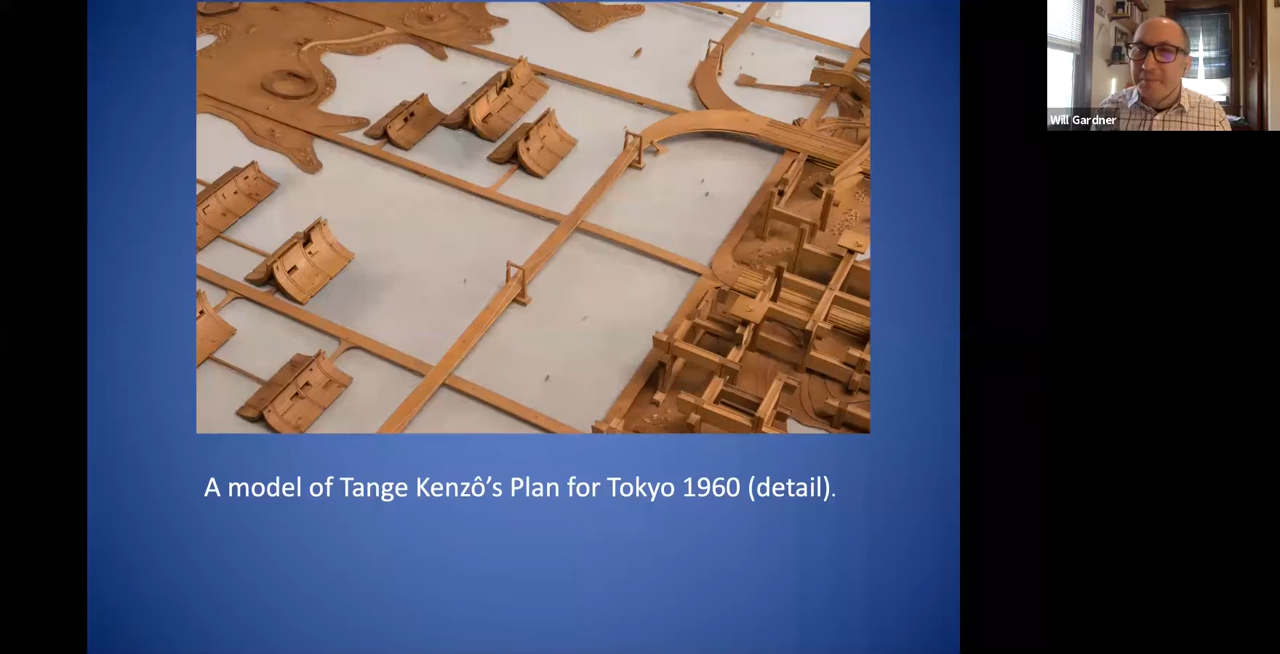 Will Gardner
A model of Tange Kenzô’s Plan for Tokyo 1960 (detail).